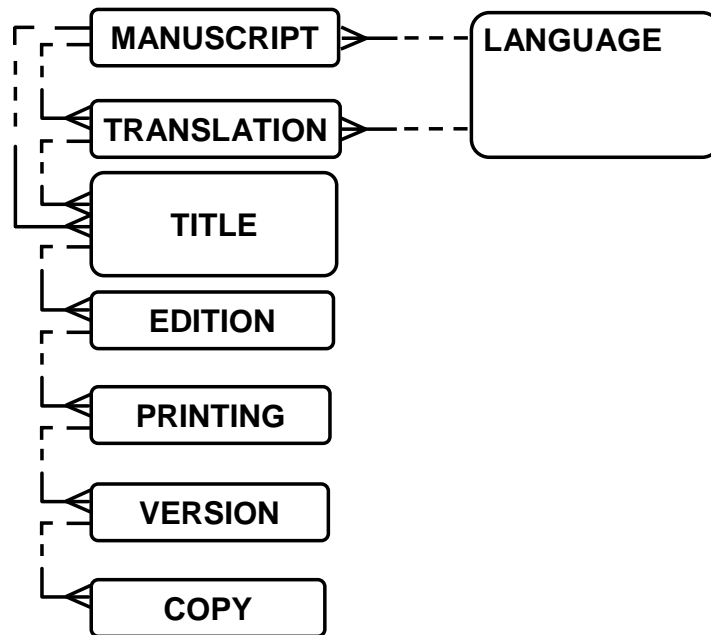 MANUSCRIPT
LANGUAGE
TRANSLATION
TITLE
EDITION
PRINTING
VERSION
COPY